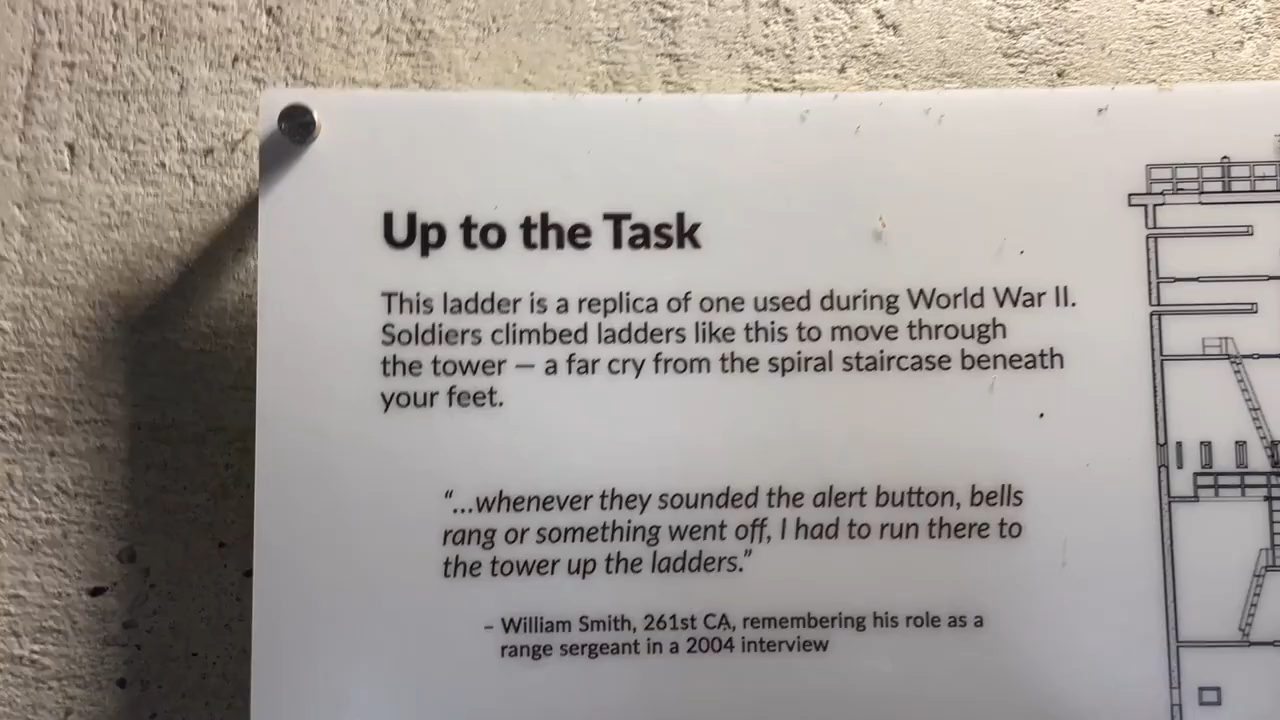 Up to the Task
This ladder is a replica of one used during World War II.
Soldiers climbed ladders like this to move through
the tower — a far cry from the spiral staircase beneath
your feet.
“...whenever they sounded the alert button, bells
rang or something went off, I had to run there to
the tower up the ladders.”
– William Smith, 261st CA, remembering his role as a
range sergeant in a 2004 interview